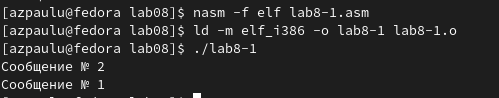 [azpaulu@fedora lab08]$ nasm -f elf lab8-1.asm
[azpaulu@fedora lab08]$ ld -m elf_i386 -o lab8-1 lab8-1.o
[azpaulu@fedora lab08]$ ./lab8-1
Сообщение № 2
Сообщение № 1